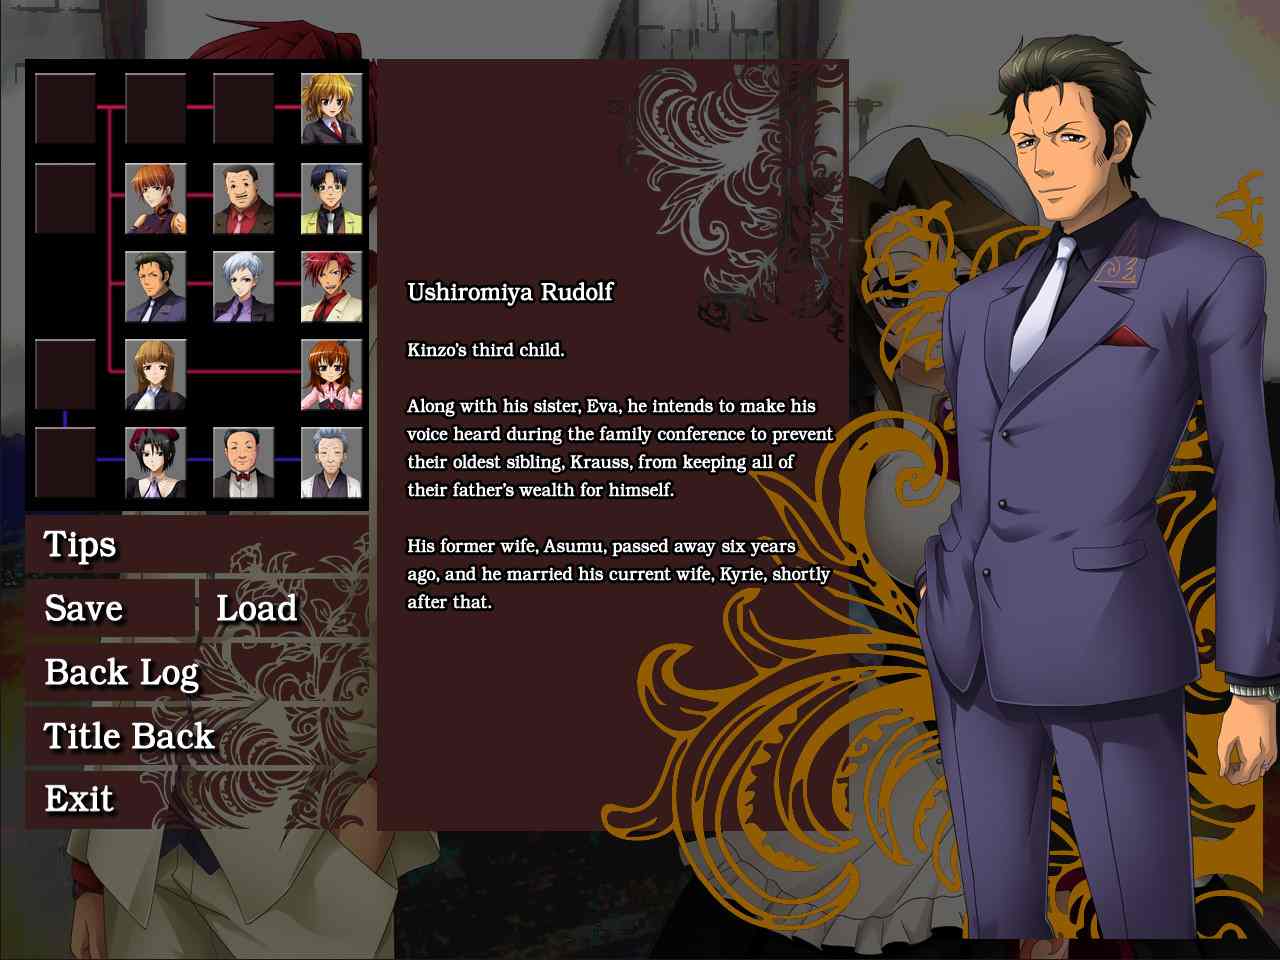 Tips
Save
Load
Back Log
Title Back
Exit
Ushiromiya Rudolf
Kinzo's third child.
Along with his sister, Eva, he intends to make his
voice heard during the family conference to prevent
their oldest sibling, Krauss, from keeping all of
their father's wealth for himself.
His former wife, Asumu, passed away six years
ago, and he married his current wife, Kyrie, shortly
after that.